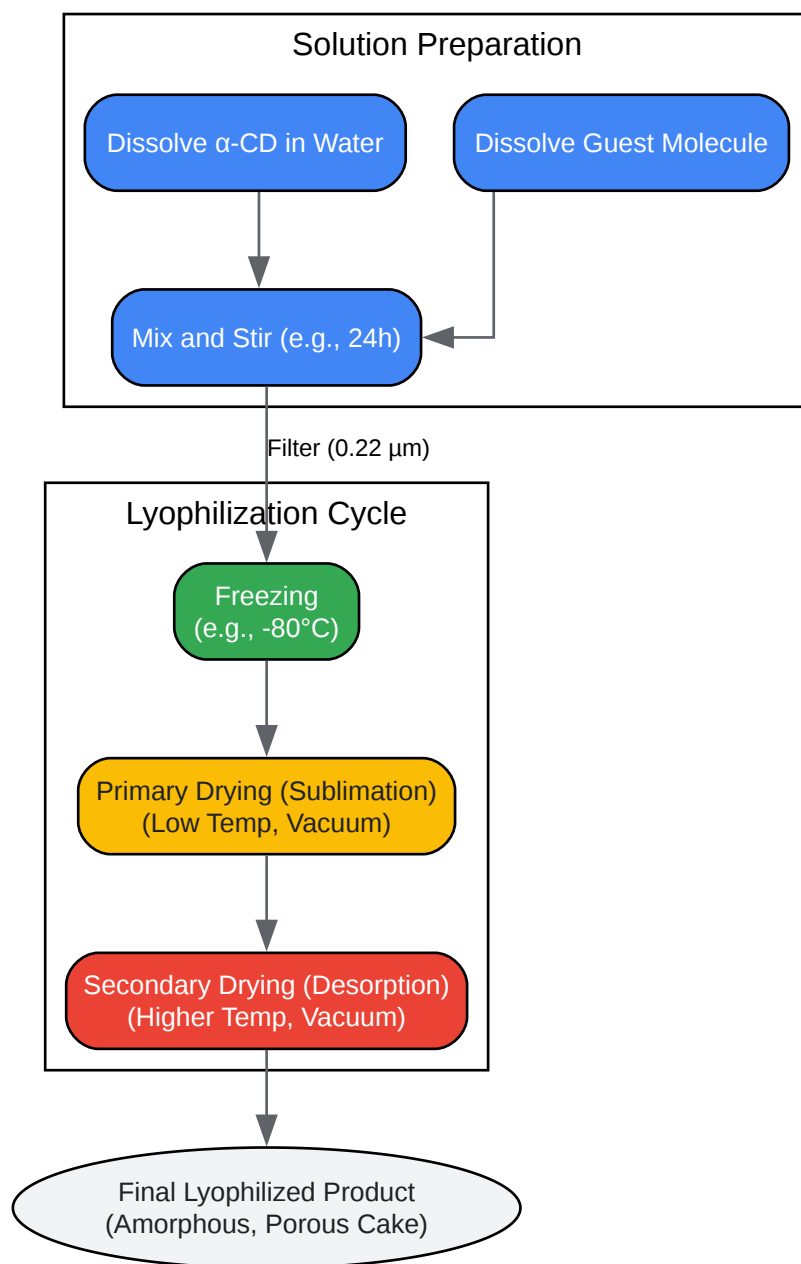 Solution Preparation
Dissolve α-CD in Water
Dissolve Guest Molecule
Mix and Stir (e.g., 24h)
Filter (0.22 µm)
Lyophilization Cycle
Freezing
(e.g., -80°C)
Primary Drying (Sublimation)
(Low Temp, Vacuum)
Secondary Drying (Desorption)
(Higher Temp, Vacuum)
Final Lyophilized Product
(Amorphous, Porous Cake)